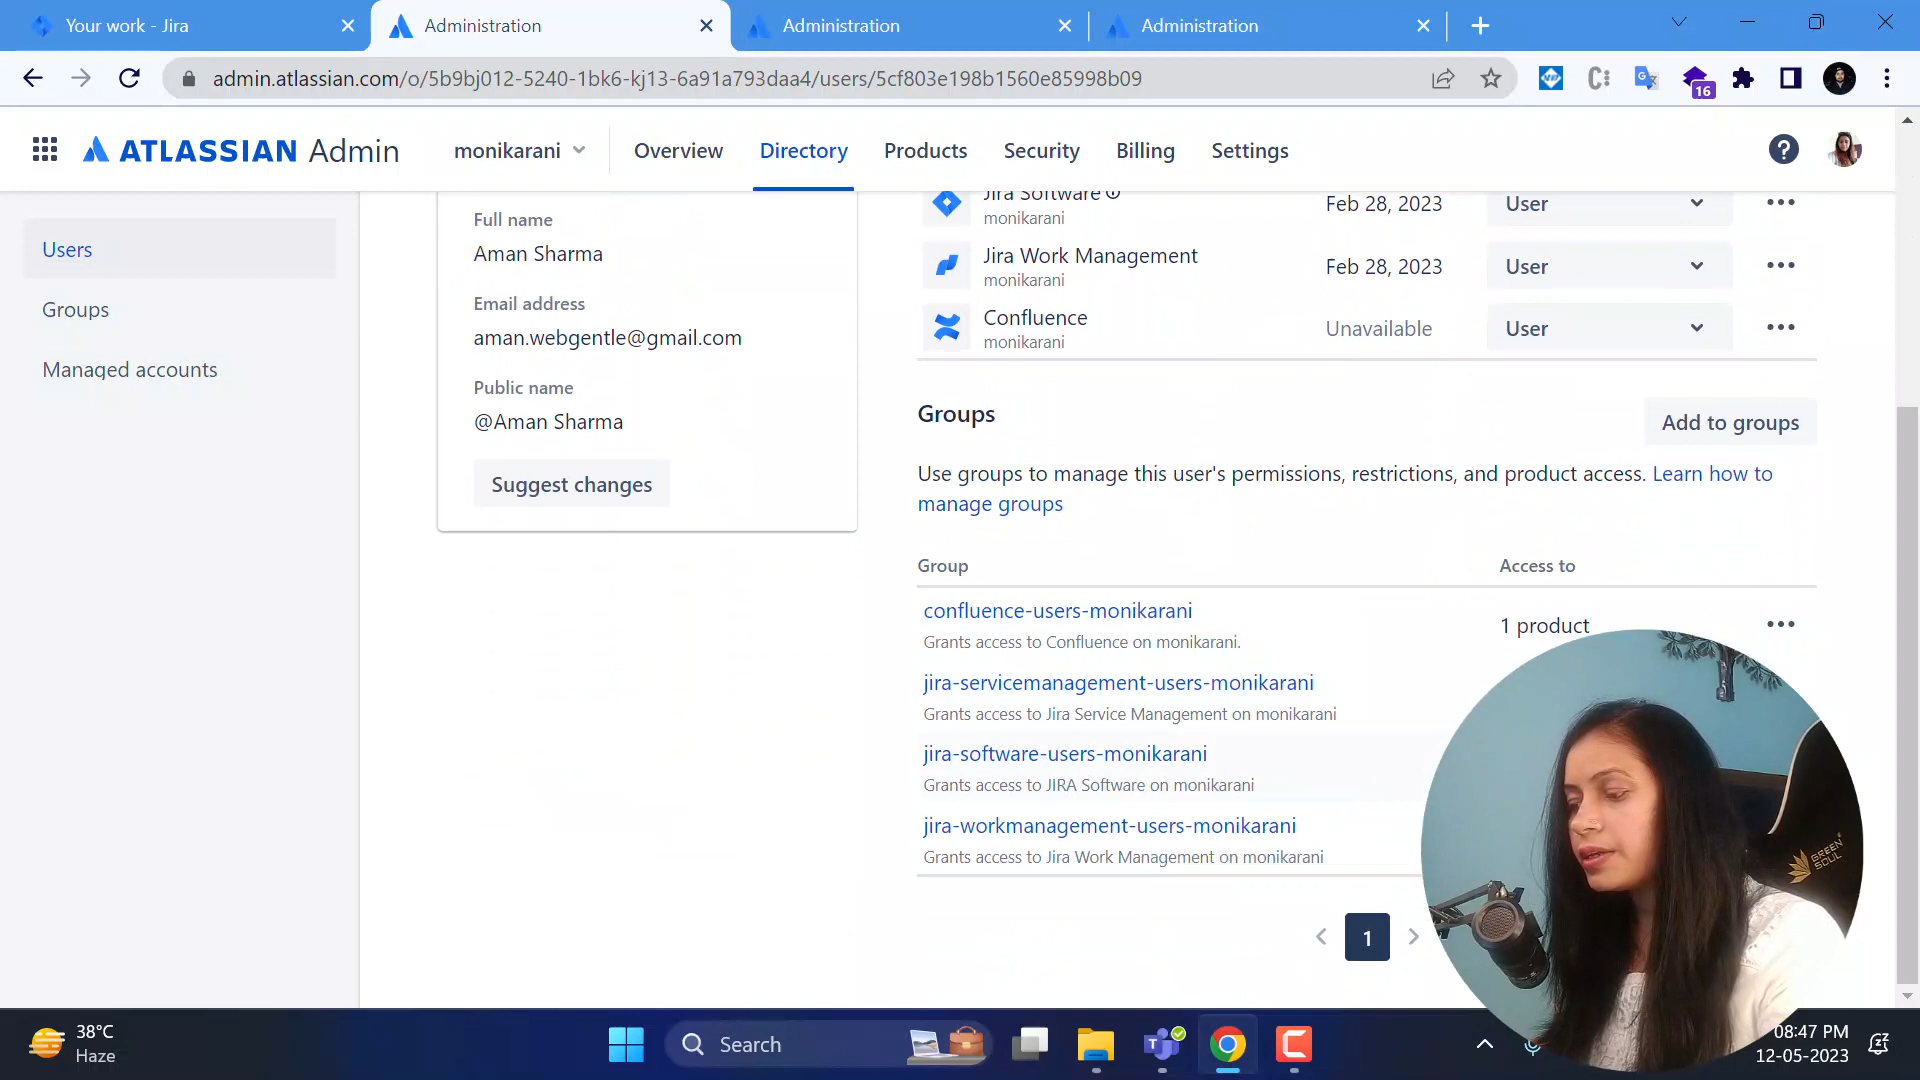 Your work - Jira
Administration
Administration
Administration
admin.atlassian.com/o/5b9bj012-5240-1bk6-kj13-6a91a793daa4/users/5cf803e198b1560e85998b09
16
ATLASSIAN Admin
monikarani
Overview
Directory
Products
Security
Billing
Settings
Users
Groups
Managed accounts
Full name
Aman Sharma
Email address
aman.webgentle@gmail.com
Public name
@Aman Sharma
Suggest changes
Jira Software
monikarani
Feb 28, 2023
User
Jira Work Management
monikarani
Feb 28, 2023
User
Confluence
monikarani
Unavailable
User
Groups
Add to groups
Use groups to manage this user's permissions, restrictions, and product access. Learn how to
manage groups
Group
Access to
confluence-users-monikarani
Grants access to Confluence on monikarani.
1 product
jira-servicemanagement-users-monikarani
Grants access to Jira Service Management on monikarani
jira-software-users-monikarani
Grants access to JIRA Software on monikarani
jira-workmanagement-users-monikarani
Grants access to Jira Work Management on monikarani
1
GREEN
SOUL
38°C
Haze
Search
08:47 PM
12-05-2023